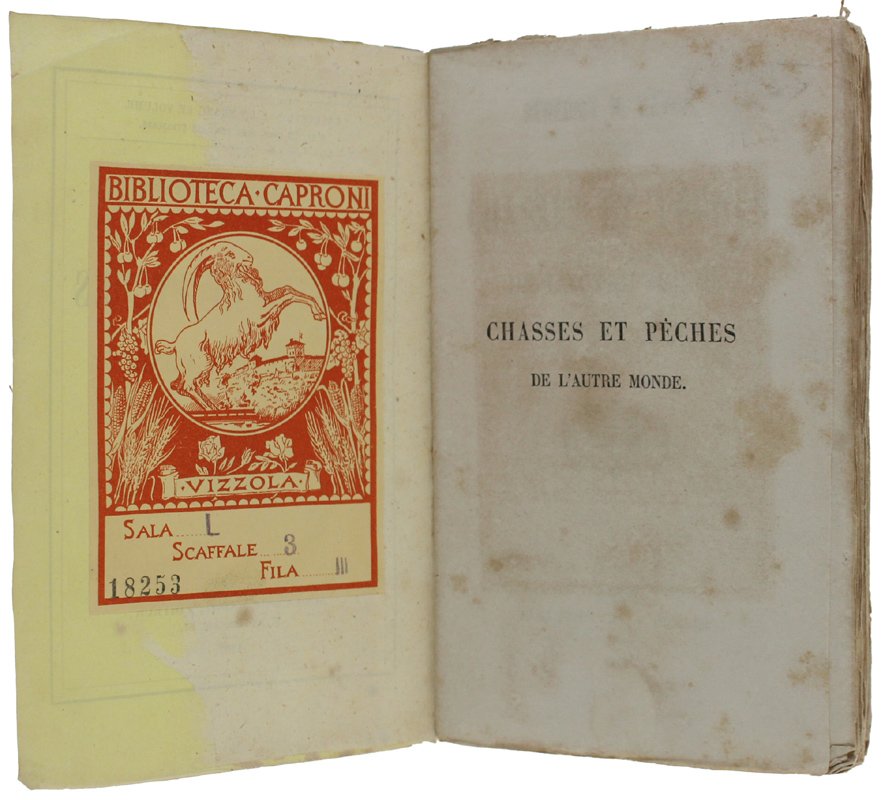 BIBLIOTECA·CAPRONI
·VIZZOLA·
SALA L
SCAFFALE 3
FILA III
18253
CHASSES ET PÊCHES
DE L'AUTRE MONDE.